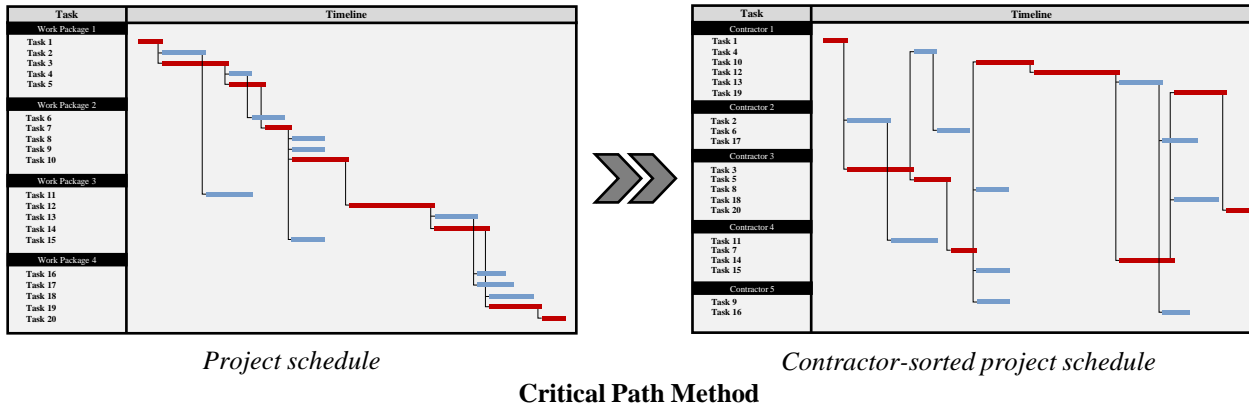 Task Timeline
Work Package 1
Task 1
Task 2
Task 3
Task 4
Task 5
Work Package 2
Task 6
Task 7
Task 8
Task 9
Task 10
Work Package 3
Task 11
Task 12
Task 13
Task 14
Task 15
Work Package 4
Task 16
Task 17
Task 18
Task 19
Task 20
Project schedule
Task Timeline
Contractor 1
Task 1
Task 4
Task 10
Task 12
Task 13
Task 19
Contractor 2
Task 2
Task 6
Task 17
Contractor 3
Task 3
Task 5
Task 8
Task 18
Task 20
Contractor 4
Task 11
Task 7
Task 14
Task 15
Contractor 5
Task 9
Task 16
Contractor-sorted project schedule
Critical Path Method